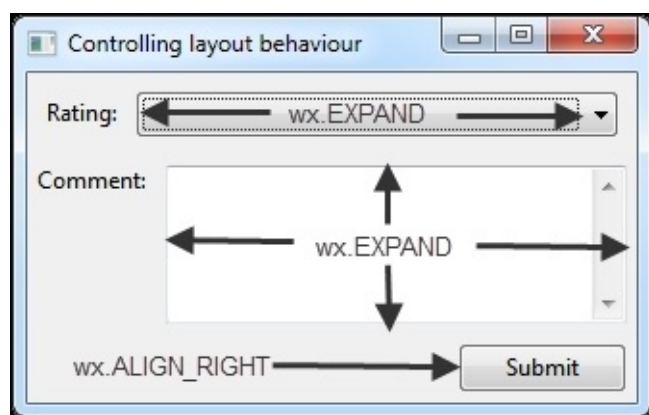 Controlling layout behaviour
Rating: wx.EXPAND
Comment:
wx.EXPAND
wx.ALIGN_RIGHT Submit